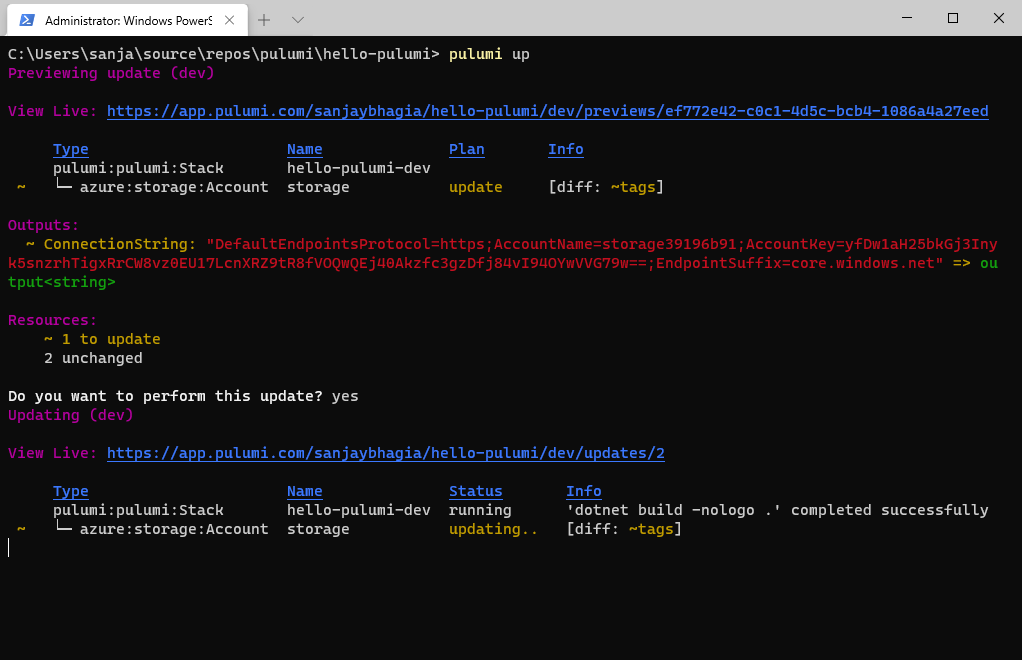 Administrator: Windows PowerS
C:\Users\sanja\source\repos\pulumi\hello-pulumi> pulumi up
Previewing update (dev)
View Live: https://app.pulumi.com/sanjaybhagia/hello-pulumi/dev/previews/ef772e42-c0c1-4d5c-bcb4-1086a4a27eed
Type Name Plan Info
pulumi:pulumi:Stack hello-pulumi-dev
~ └─ azure:storage:Account storage update [diff: ~tags]
Outputs:
~ ConnectionString: "DefaultEndpointsProtocol=https;AccountName=storage39196b91;AccountKey=yfDw1aH25bkGj3Iny
k5snzrhTigxRrCW8vz0EU17LcnXRZ9tR8fVOQwQEj40Akzfc3gzDfj84vI94OYwVVG79w==;EndpointSuffix=core.windows.net" => ou
tput<string>
Resources:
~ 1 to update
2 unchanged
Do you want to perform this update? yes
Updating (dev)
View Live: https://app.pulumi.com/sanjaybhagia/hello-pulumi/dev/updates/2
Type Name Status Info
pulumi:pulumi:Stack hello-pulumi-dev running 'dotnet build -nologo .' completed successfully
~ └─ azure:storage:Account storage updating.. [diff: ~tags]